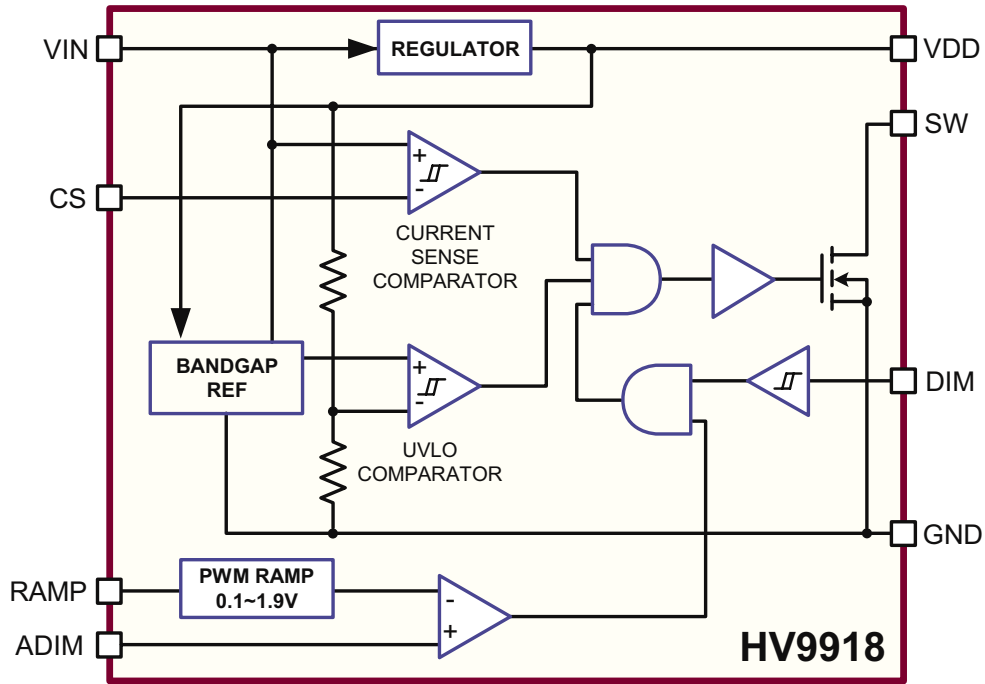 VIN
REGULATOR
VDD
SW
+
-
CS
CURRENT
SENSE
COMPARATOR
BANDGAP
REF
+
-
DIM
UVLO
COMPARATOR
GND
RAMP
PWM RAMP
0.1~1.9V
-
+
ADIM
HV9918